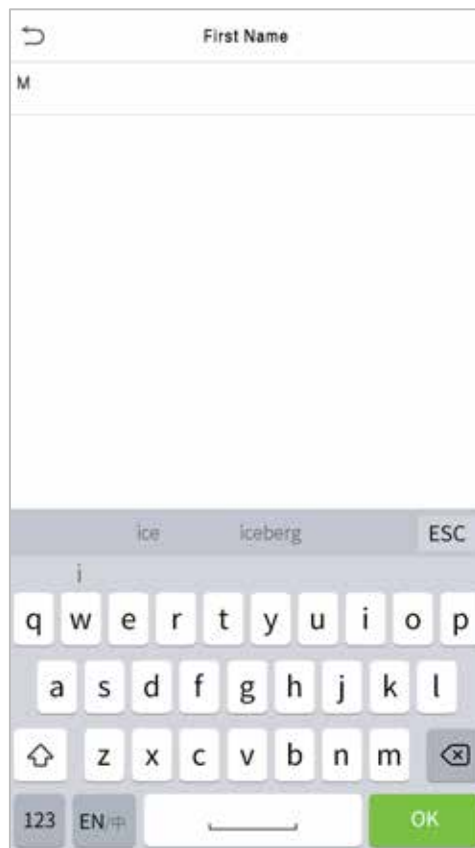 First Name
M
ice iceberg ESC
i
q w e r t y u i o p
a s d f g h j k l
z x c v b n m
123 EN/中 OK